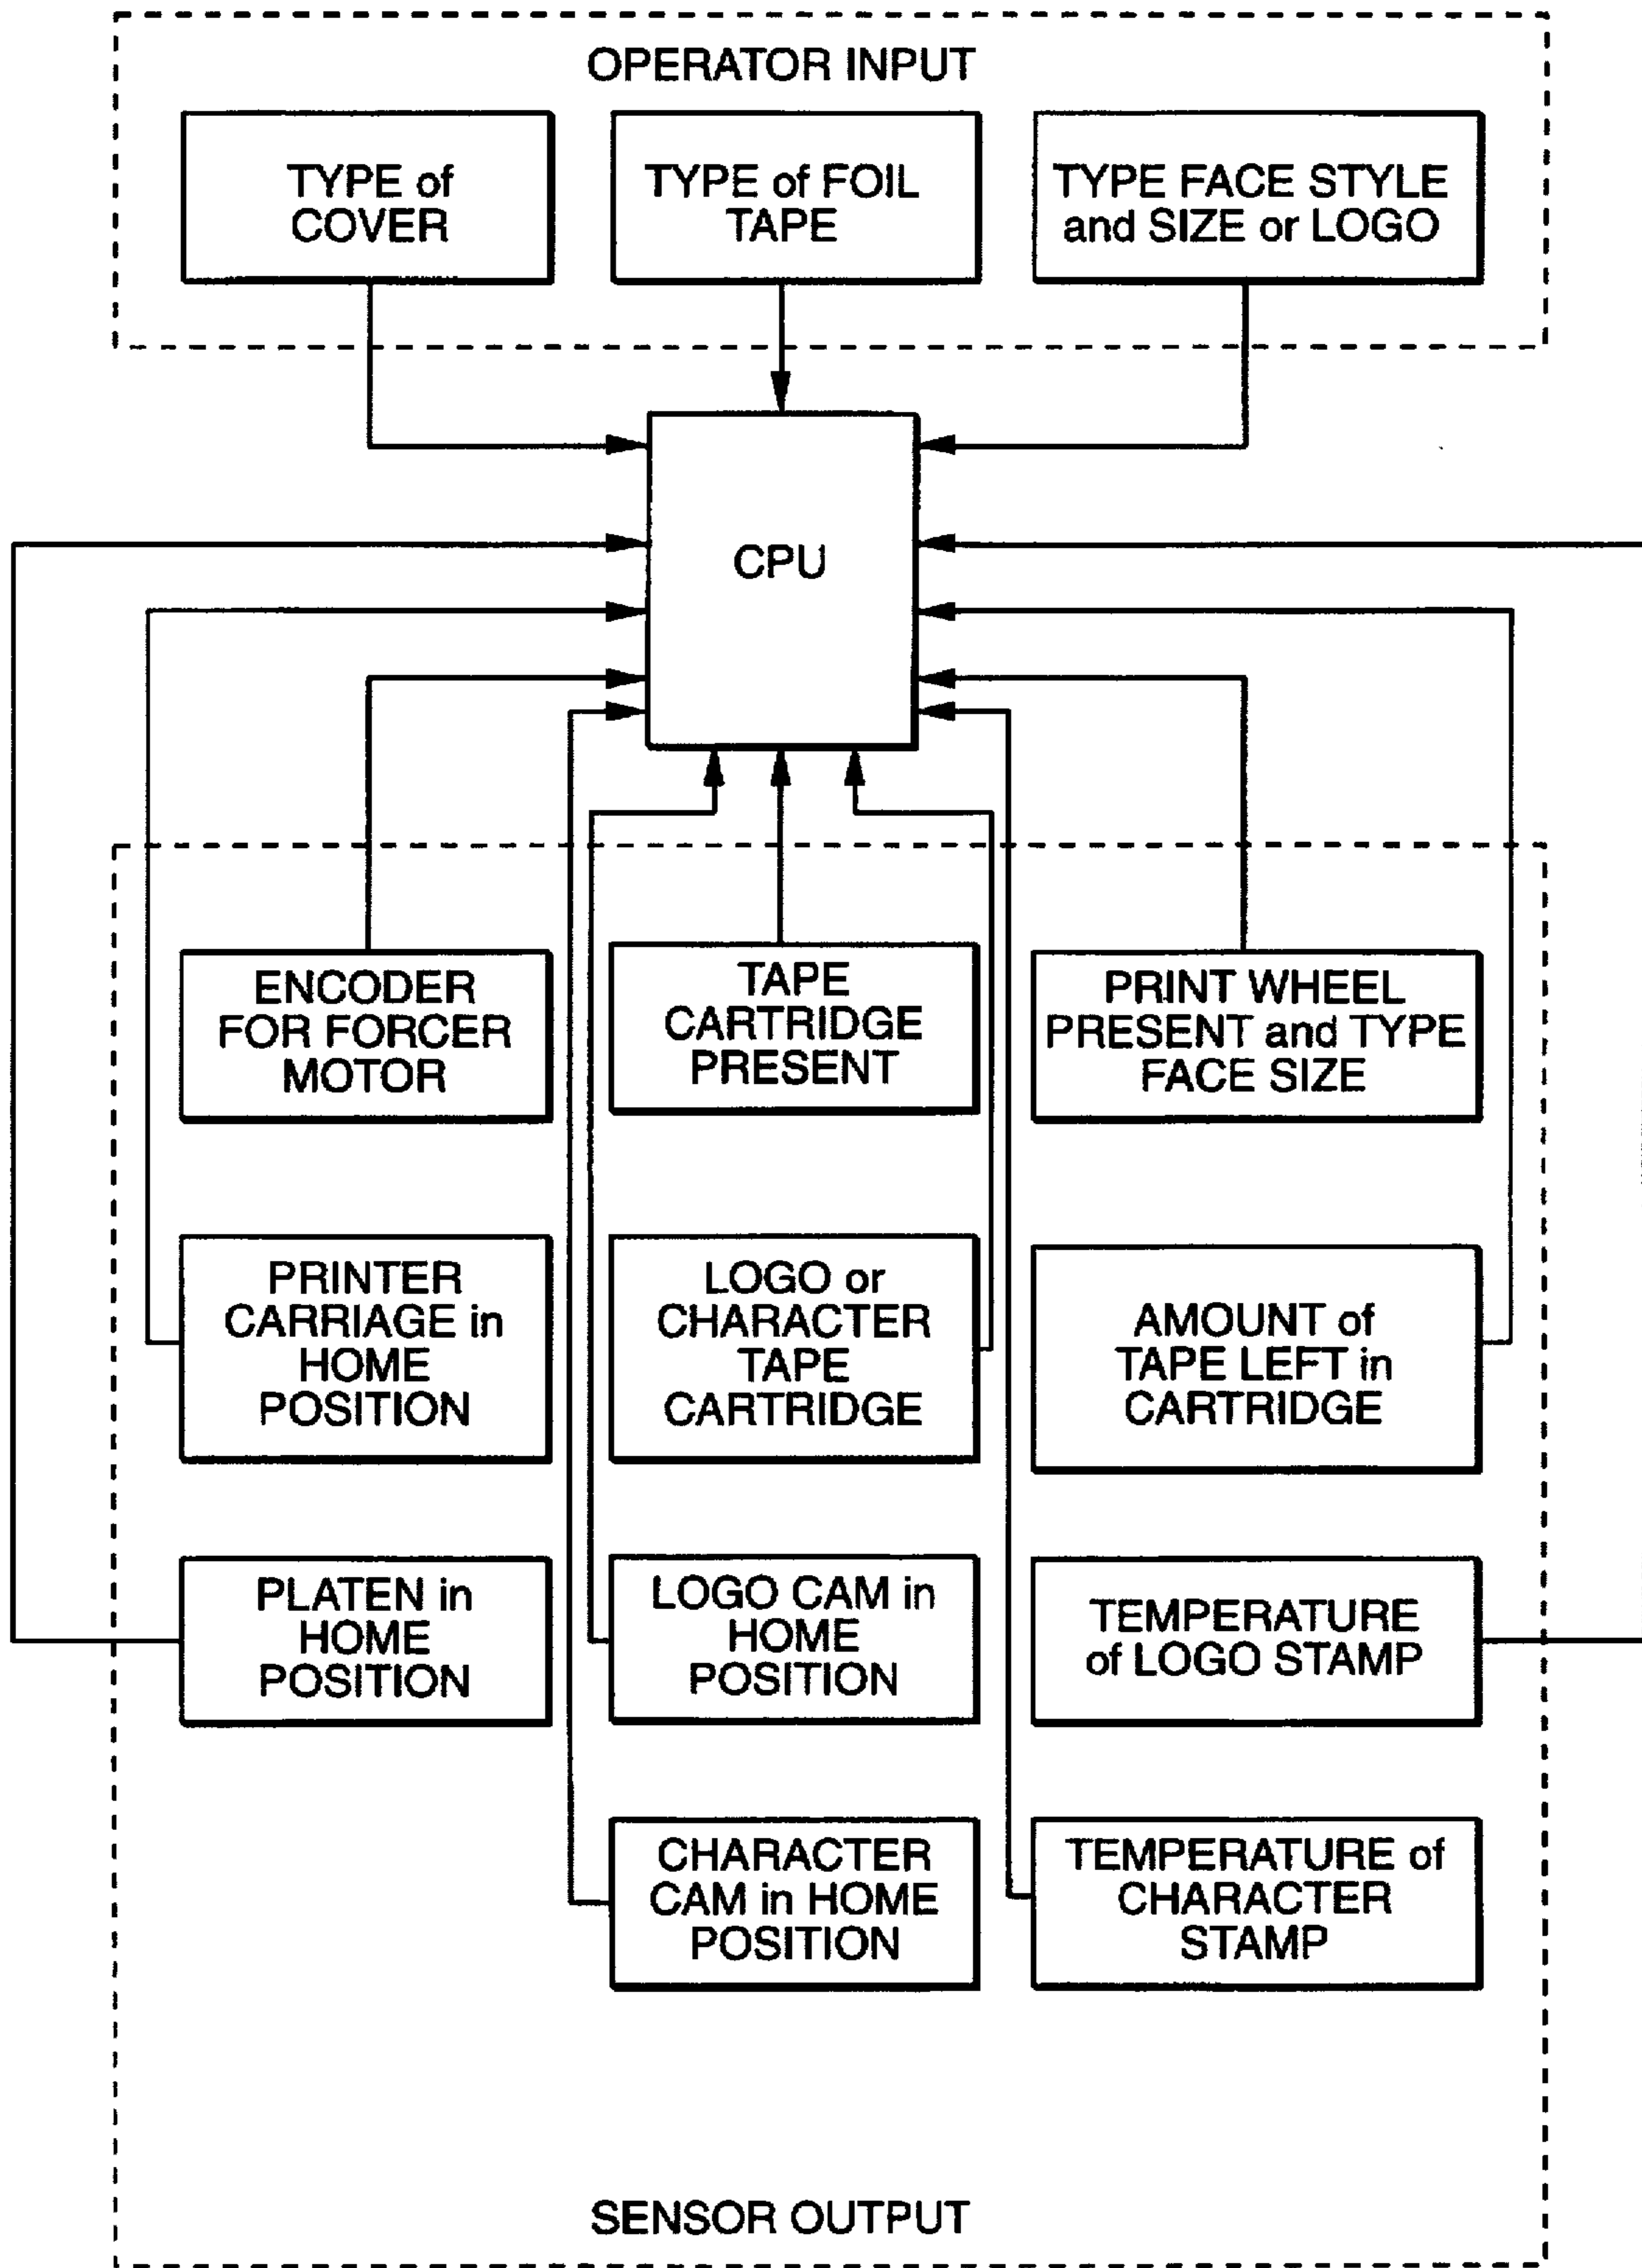 OPERATOR INPUT
TYPE of
COVER
TYPE of FOIL
TAPE
TYPE FACE STYLE
and SIZE or LOGO
CPU
ENCODER
FOR FORCER
MOTOR
TAPE
CARTRIDGE
PRESENT
PRINT WHEEL
PRESENT and TYPE
FACE SIZE
PRINTER
CARRIAGE in
HOME
POSITION
LOGO or
CHARACTER
TAPE
CARTRIDGE
AMOUNT of
TAPE LEFT in
CARTRIDGE
PLATEN in
HOME
POSITION
LOGO CAM in
HOME
POSITION
TEMPERATURE
of LOGO STAMP
CHARACTER
CAM in HOME
POSITION
TEMPERATURE of
CHARACTER
STAMP
SENSOR OUTPUT